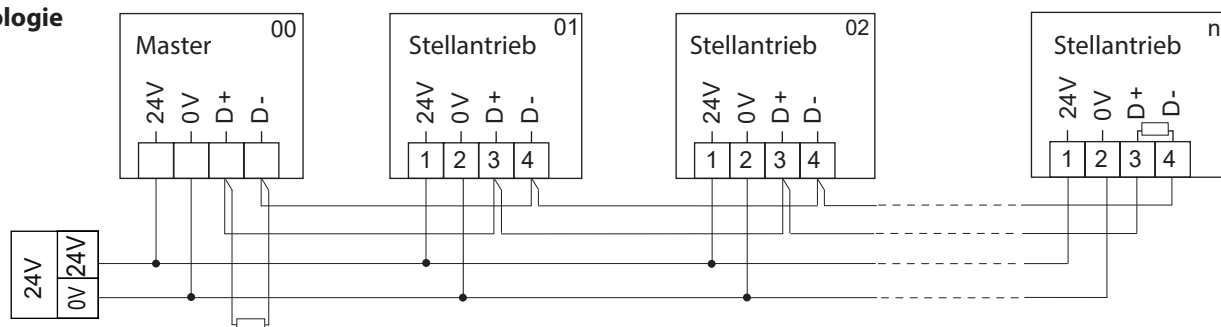 ologie
Master 00
24V 0V D+ D-
Stellantrieb 01
24V 0V D+ D-
1 2 3 4
Stellantrieb 02
24V 0V D+ D-
1 2 3 4
Stellantrieb n
24V 0V D+ D-
1 2 3 4
24V 24V
0V